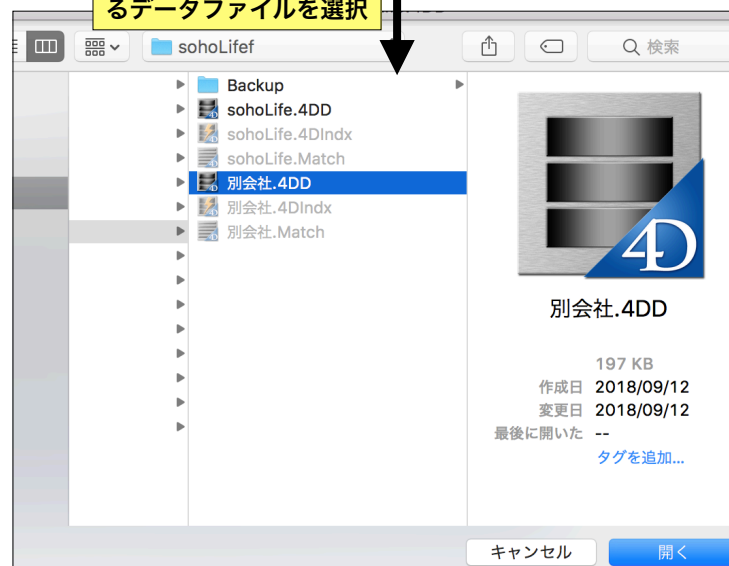 るデータファイルを選択
sohoLifef
検索
Backup
sohoLife.4DD
sohoLife.4DIndx
sohoLife.Match
別会社.4DD
別会社.4DIndx
別会社.Match
4D
別会社.4DD
197 KB
作成日 2018/09/12
変更日 2018/09/12
最後に開いた --
タグを追加...
キャンセル
開く